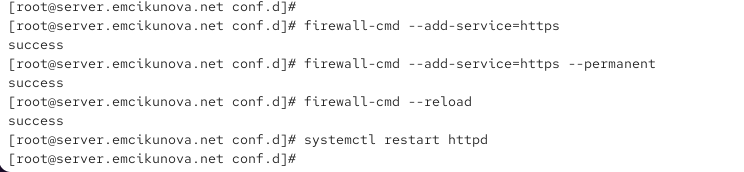 [root@server.emcikunova.net conf.d]#
[root@server.emcikunova.net conf.d]# firewall-cmd --add-service=https
success
[root@server.emcikunova.net conf.d]# firewall-cmd --add-service=https --permanent
success
[root@server.emcikunova.net conf.d]# firewall-cmd --reload
success
[root@server.emcikunova.net conf.d]# systemctl restart httpd
[root@server.emcikunova.net conf.d]#